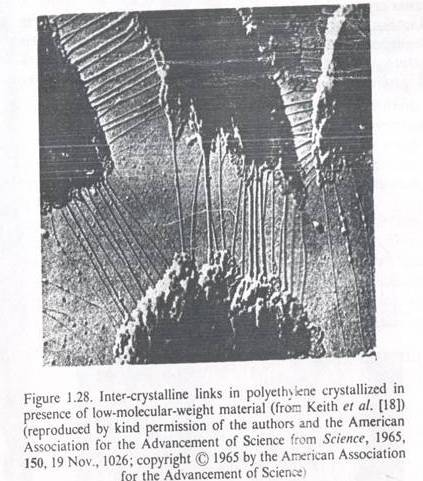 Figure 1.28. Inter-crystalline links in polyethylene crystallized in
presence of low-molecular-weight material (from Keith et al. [18])
(reproduced by kind permission of the authors and the American
Association for the Advancement of Science from Science, 1965,
150, 19 Nov., 1026; copyright © 1965 by the American Association
for the Advancement of Science)